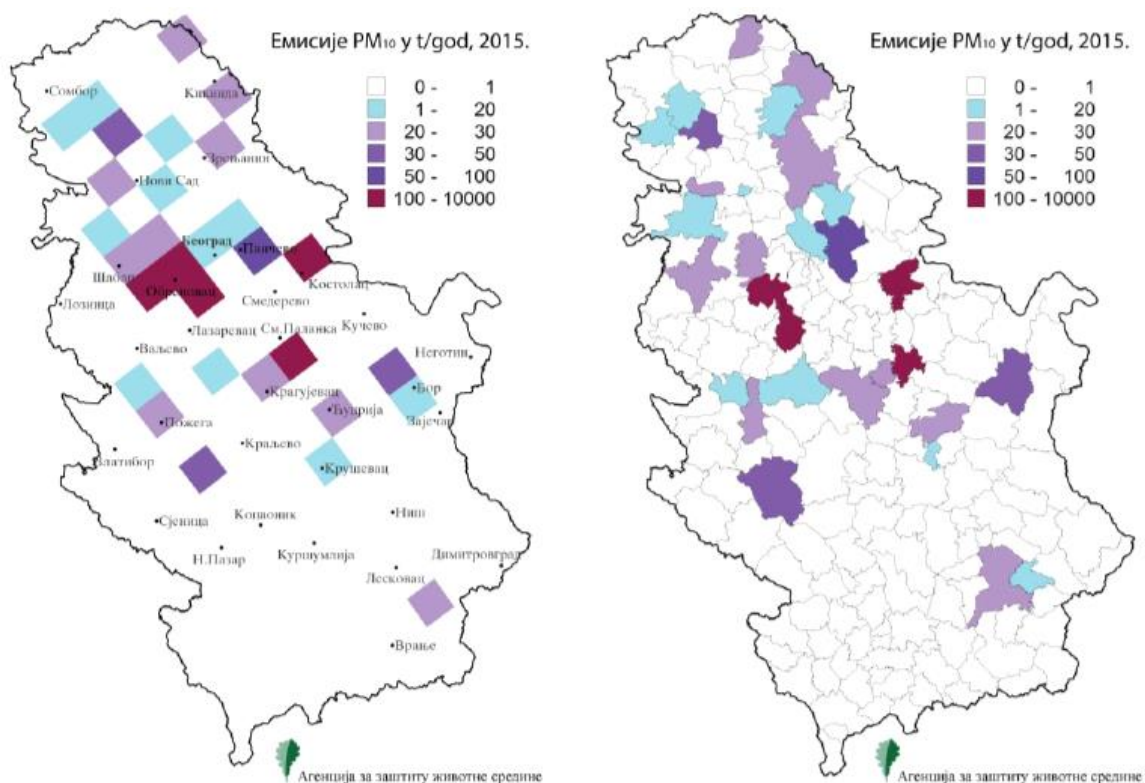 Емисије PM₁₀ у t/god, 2015.
0 - 1
1 - 20
20 - 30
30 - 50
50 - 100
100 - 10000
Сомбор
Кикинда
Зрењанин
Нови Сад
Београд
Панчево
Шабац
Обреновац
Костолац
Лозница
Смедерево
Лазаревац
См.Паланка
Кучево
Ваљево
Неготин
Крагујевац
Бор
Ћуприја
Зајечар
Пожега
Краљево
Златибор
Крушевац
Сјеница
Копаоник
Ниш
Н.Пазар
Куршумлија
Димитровград
Лесковац
Врање
Агенција за заштиту животне средине
Емисије PM₁₀ у t/god, 2015.
0 - 1
1 - 20
20 - 30
30 - 50
50 - 100
100 - 10000
Агенција за заштиту животне средине